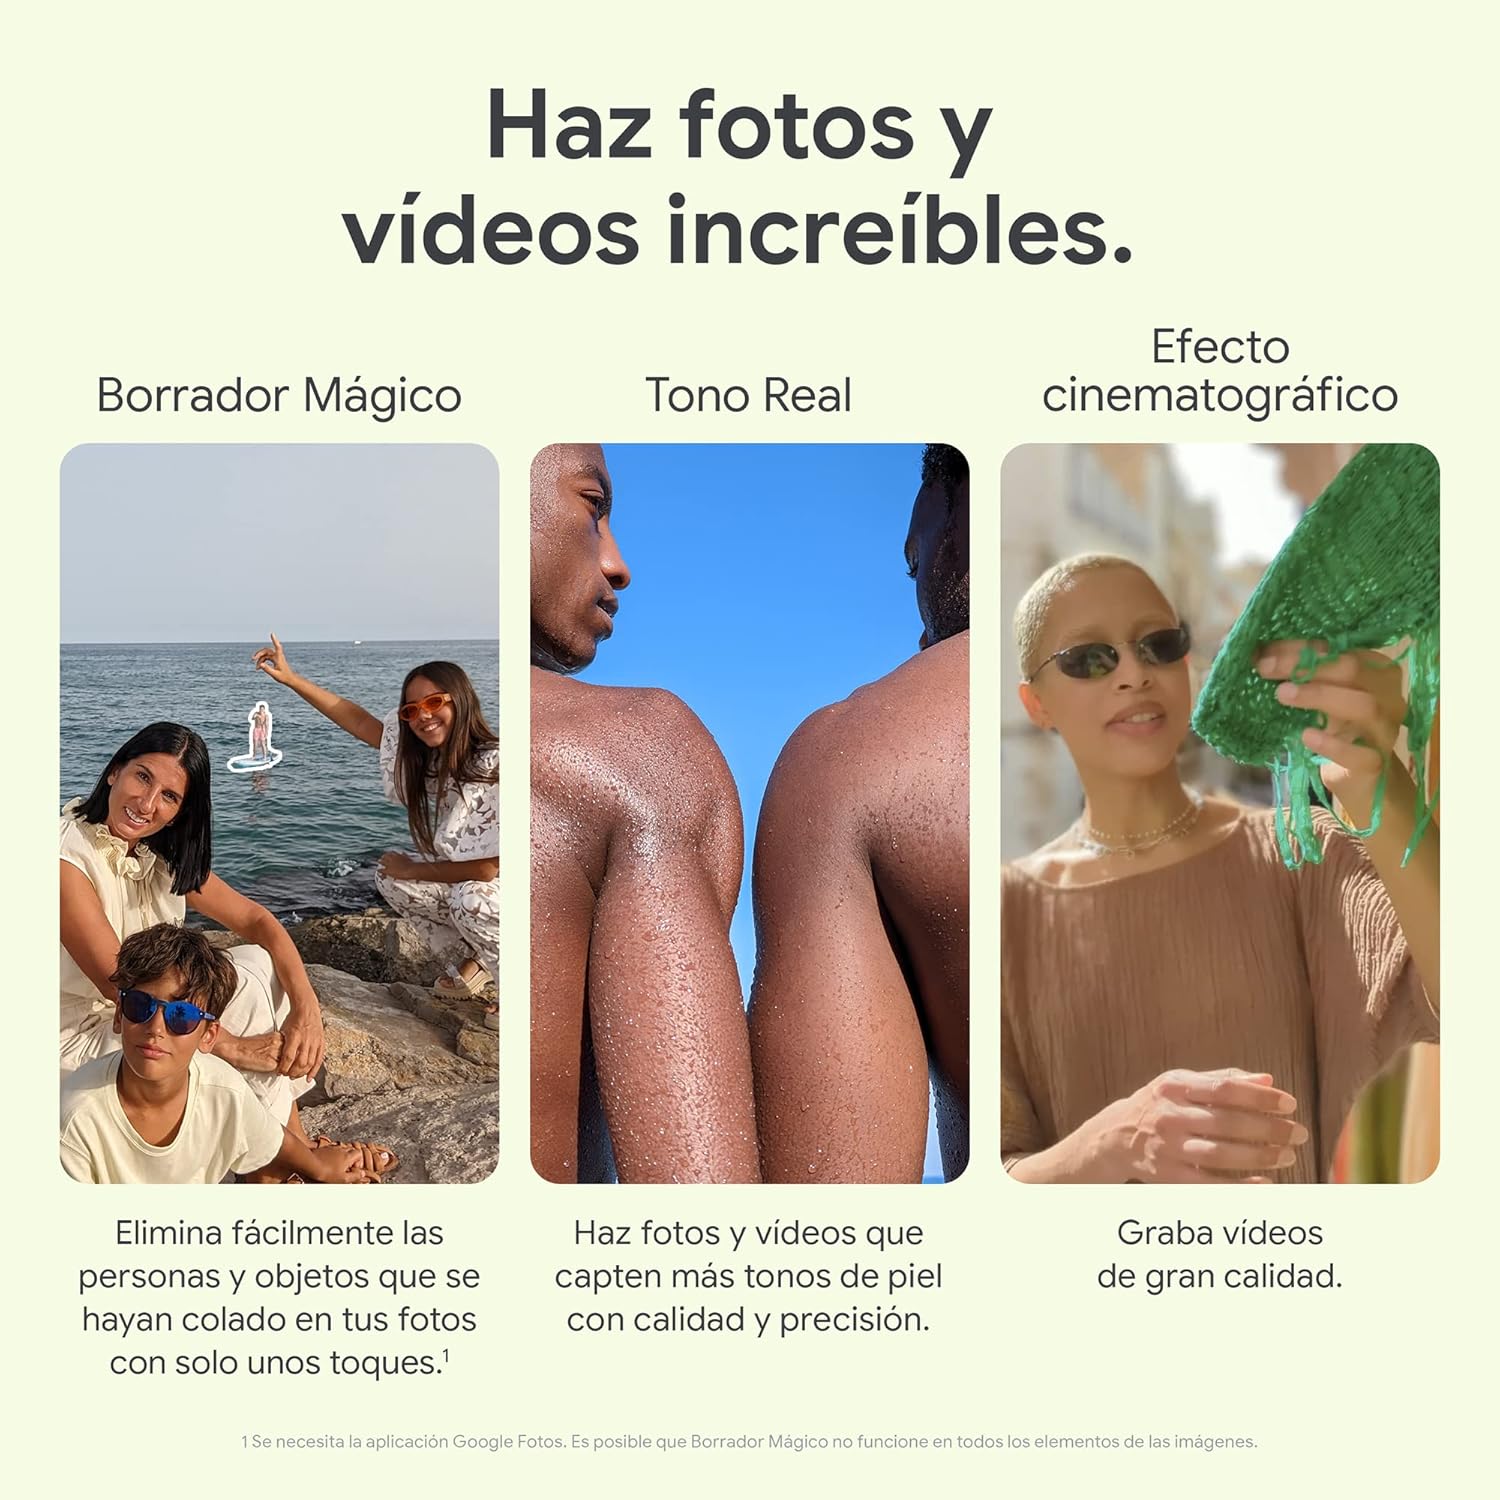 Haz fotos y
vídeos increíbles.
Borrador Mágico
Elimina fácilmente las
personas y objetos que se
hayan colado en tus fotos
con solo unos toques.¹
Tono Real
Haz fotos y vídeos que
capten más tonos de piel
con calidad y precisión.
Efecto
cinematográfico
Graba vídeos
de gran calidad.
1 Se necesita la aplicación Google Fotos. Es posible que Borrador Mágico no funcione en todos los elementos de las imágenes.